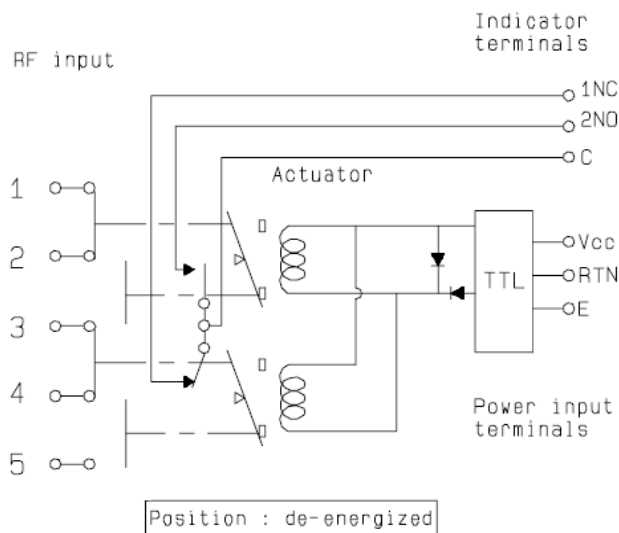 Indicator
terminals
RF input
1NC
2NO
C
Actuator
1
2
3
4
5
TTL
Vcc
RTN
E
Power input
terminals
Position : de-energized